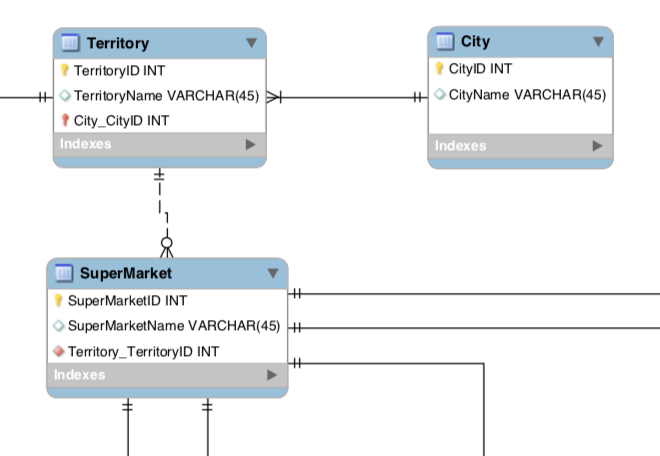 Territory
TerritoryID INT
TerritoryName VARCHAR(45)
City_CityID INT
Indexes
City
CityID INT
CityName VARCHAR(45)
Indexes
SuperMarket
SuperMarketID INT
SuperMarketName VARCHAR(45)
Territory_TerritoryID INT
Indexes